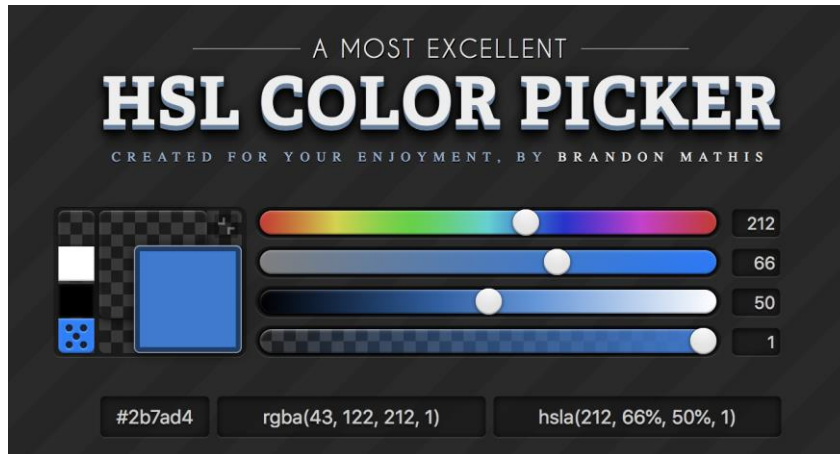 A MOST EXCELLENT
HSL COLOR PICKER
CREATED FOR YOUR ENJOYMENT, BY BRANDON MATHIS
212
66
50
1
#2b7ad4 rgba(43, 122, 212, 1) hsla(212, 66%, 50%, 1)